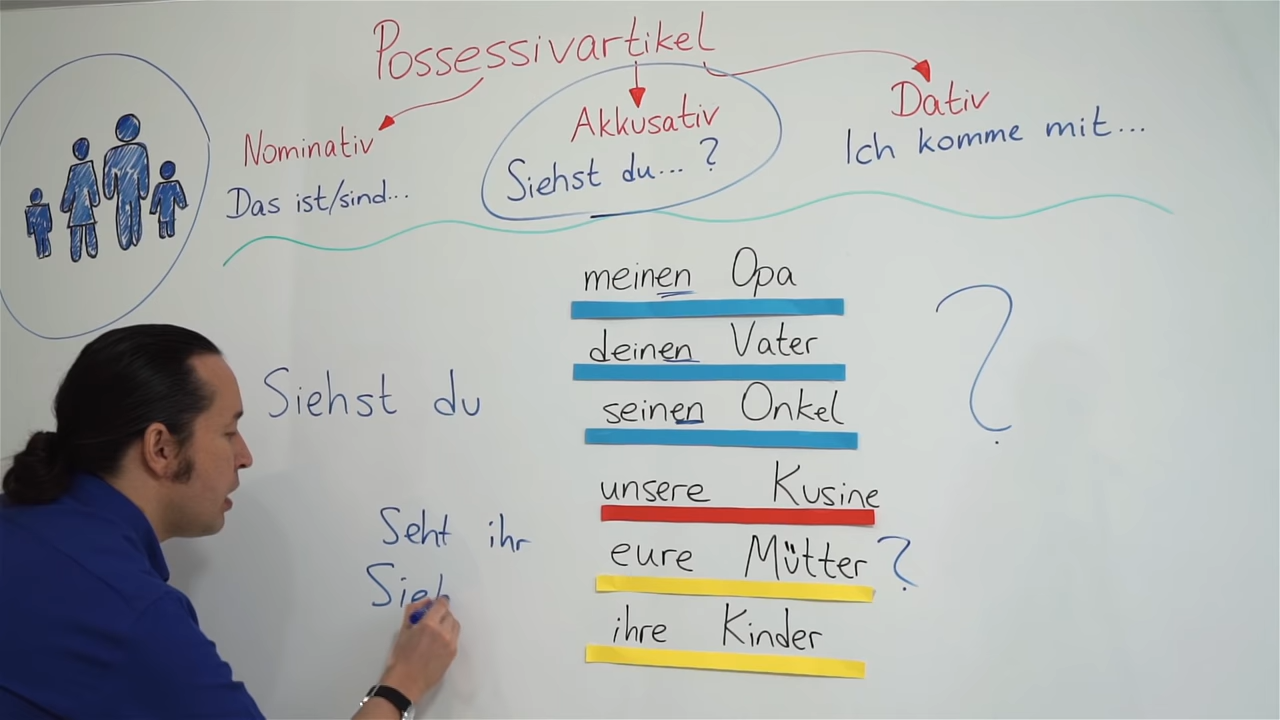 Possessivartikel
Nominativ
Das ist/sind...
Akkusativ
Siehst du... ?
Dativ
Ich komme mit...
meinen Opa
deinen Vater
Siehst du
seinen Onkel
?
unsere Kusine
Seht ihr
eure Mütter ?
Sieh
ihre Kinder